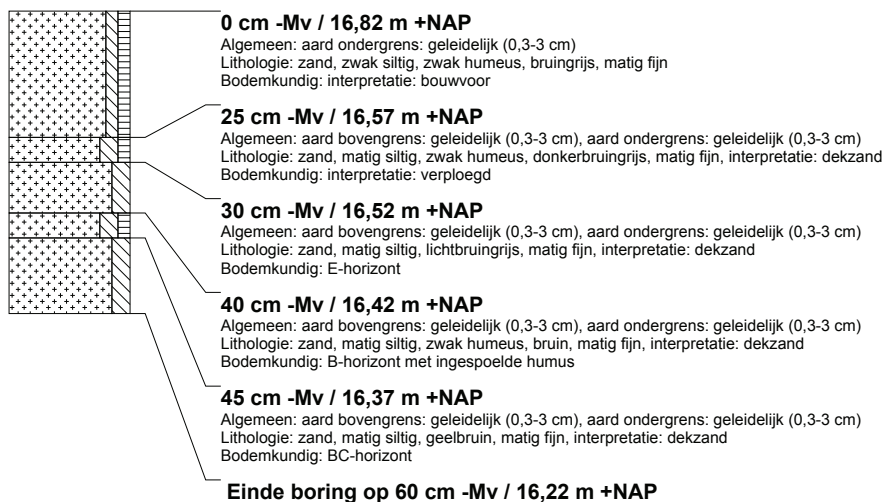 0 cm -Mv / 16,82 m +NAP
Algemeen: aard ondergrens: geleidelijk (0,3-3 cm)
Lithologie: zand, zwak siltig, zwak humeus, bruingrijs, matig fijn
Bodemkundig: interpretatie: bouwvoor
25 cm -Mv / 16,57 m +NAP
Algemeen: aard bovengrens: geleidelijk (0,3-3 cm), aard ondergrens: geleidelijk (0,3-3 cm)
Lithologie: zand, matig siltig, zwak humeus, donkerbruingrijs, matig fijn, interpretatie: dekzand
Bodemkundig: interpretatie: verploegd
30 cm -Mv / 16,52 m +NAP
Algemeen: aard bovengrens: geleidelijk (0,3-3 cm), aard ondergrens: geleidelijk (0,3-3 cm)
Lithologie: zand, matig siltig, lichtbruingrijs, matig fijn, interpretatie: dekzand
Bodemkundig: E-horizont
40 cm -Mv / 16,42 m +NAP
Algemeen: aard bovengrens: geleidelijk (0,3-3 cm), aard ondergrens: geleidelijk (0,3-3 cm)
Lithologie: zand, matig siltig, zwak humeus, bruin, matig fijn, interpretatie: dekzand
Bodemkundig: B-horizont met ingespoelde humus
45 cm -Mv / 16,37 m +NAP
Algemeen: aard bovengrens: geleidelijk (0,3-3 cm), aard ondergrens: geleidelijk (0,3-3 cm)
Lithologie: zand, matig siltig, geelbruin, matig fijn, interpretatie: dekzand
Bodemkundig: BC-horizont
Einde boring op 60 cm -Mv / 16,22 m +NAP